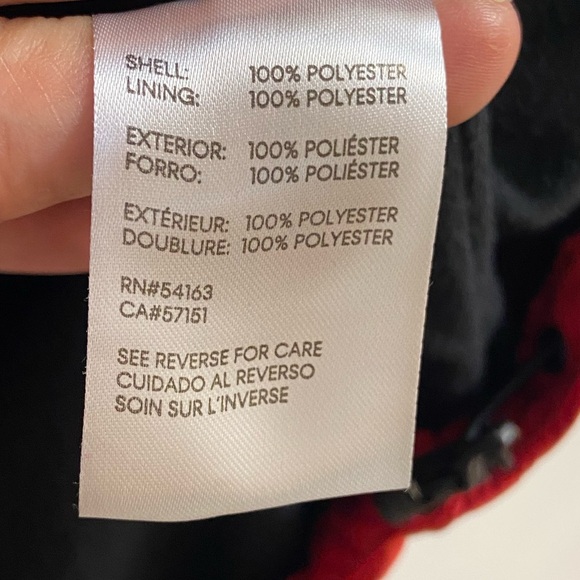 SHELL: 100% POLYESTER
LINING: 100% POLYESTER
EXTERIOR: 100% POLIÉSTER
FORRO: 100% POLIÉSTER
EXTÉRIEUR: 100% POLYESTER
DOUBLURE: 100% POLYESTER
RN#54163
CA#57151
SEE REVERSE FOR CARE
CUIDADO AL REVERSO
SOIN SUR L'INVERSE